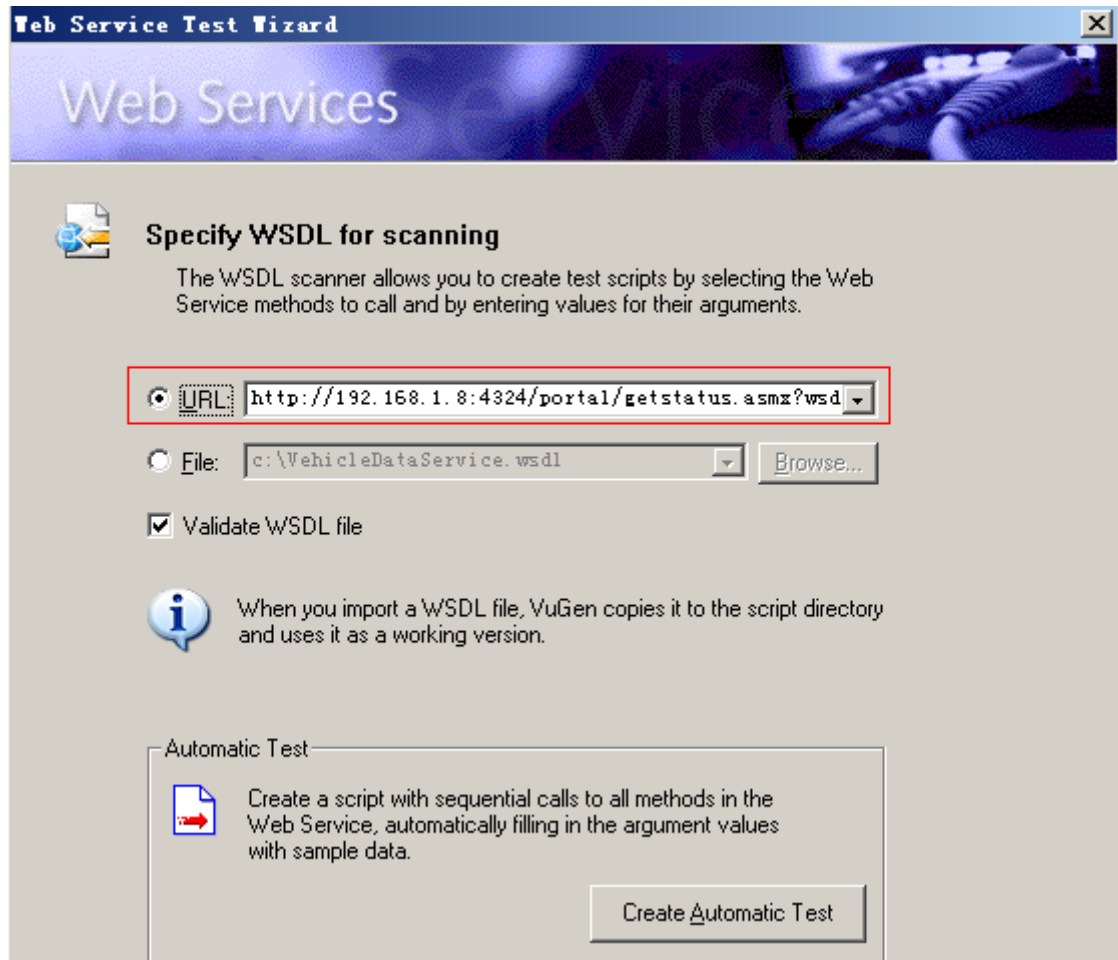 Web Service Test Wizard
Web Services
Specify WSDL for scanning
The WSDL scanner allows you to create test scripts by selecting the Web
Service methods to call and by entering values for their arguments.
URL: http://192.168.1.8:4324/portal/getstatus.asmx?wsd
File: c:\VehicleDataService.wsdl Browse...
Validate WSDL file
When you import a WSDL file, VuGen copies it to the script directory
and uses it as a working version.
Automatic Test
Create a script with sequential calls to all methods in the
Web Service, automatically filling in the argument values
with sample data.
Create Automatic Test